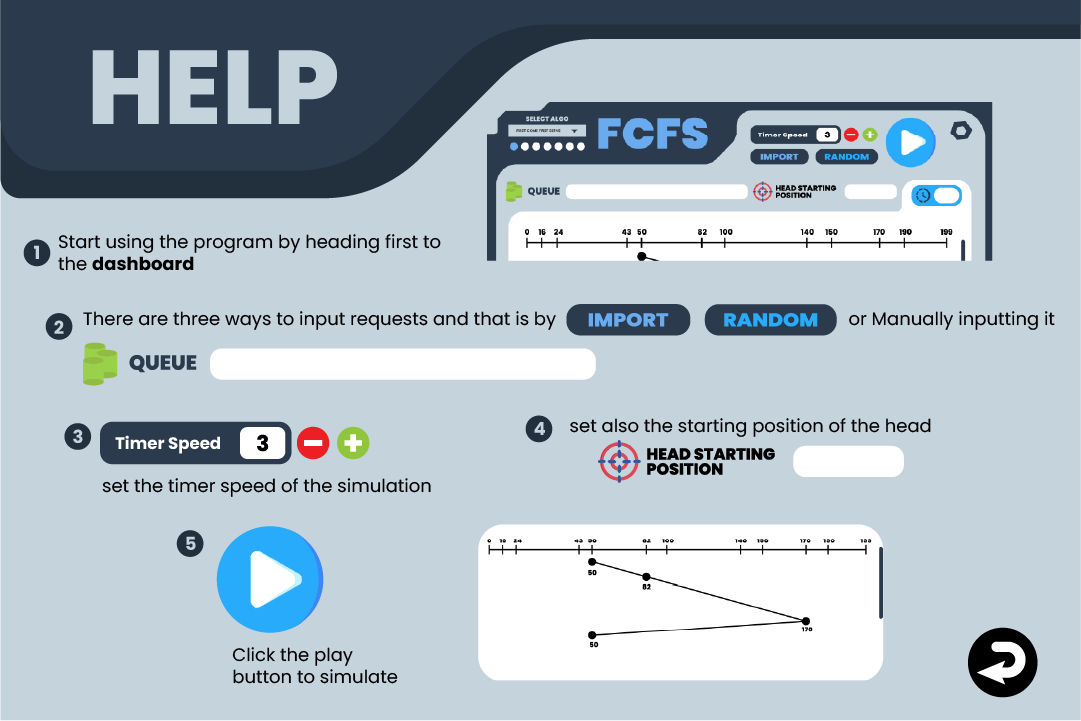 HELP
SELECT ALGO
FIRST COME FIRST SERVE
FCFS
Timer Speed 3
IMPORT RANDOM
QUEUE
HEAD STARTING
POSITION
0 16 24 43 50 82 100 140 150 170 190 199
1 Start using the program by heading first to
the dashboard
2 There are three ways to input requests and that is by IMPORT RANDOM or Manually inputting it
QUEUE
3 Timer Speed 3
set the timer speed of the simulation
4 set also the starting position of the head
HEAD STARTING
POSITION
5
Click the play
button to simulate
0 16 24 43 50 82 100 140 150 170 190 199
50
82
170
50